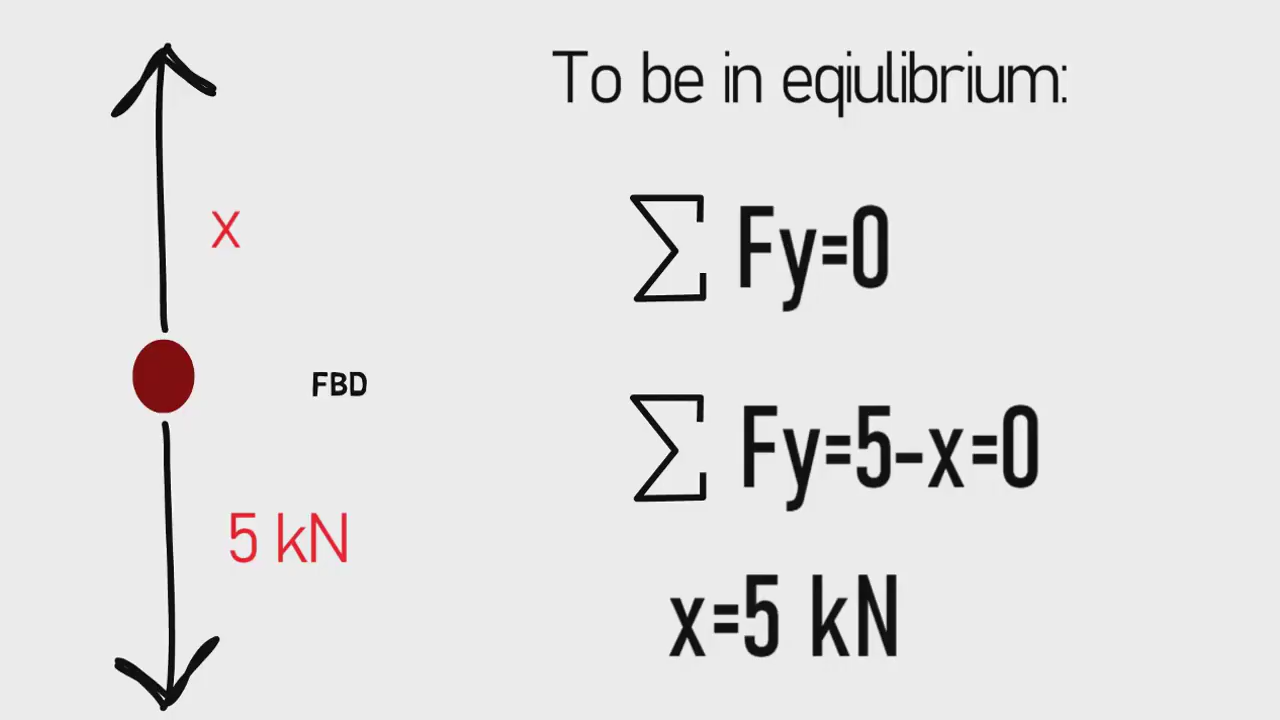 To be in eqiulibrium:
x
∑ Fy=0
FBD
∑ Fy=5-x=0
5 kN
x=5 kN